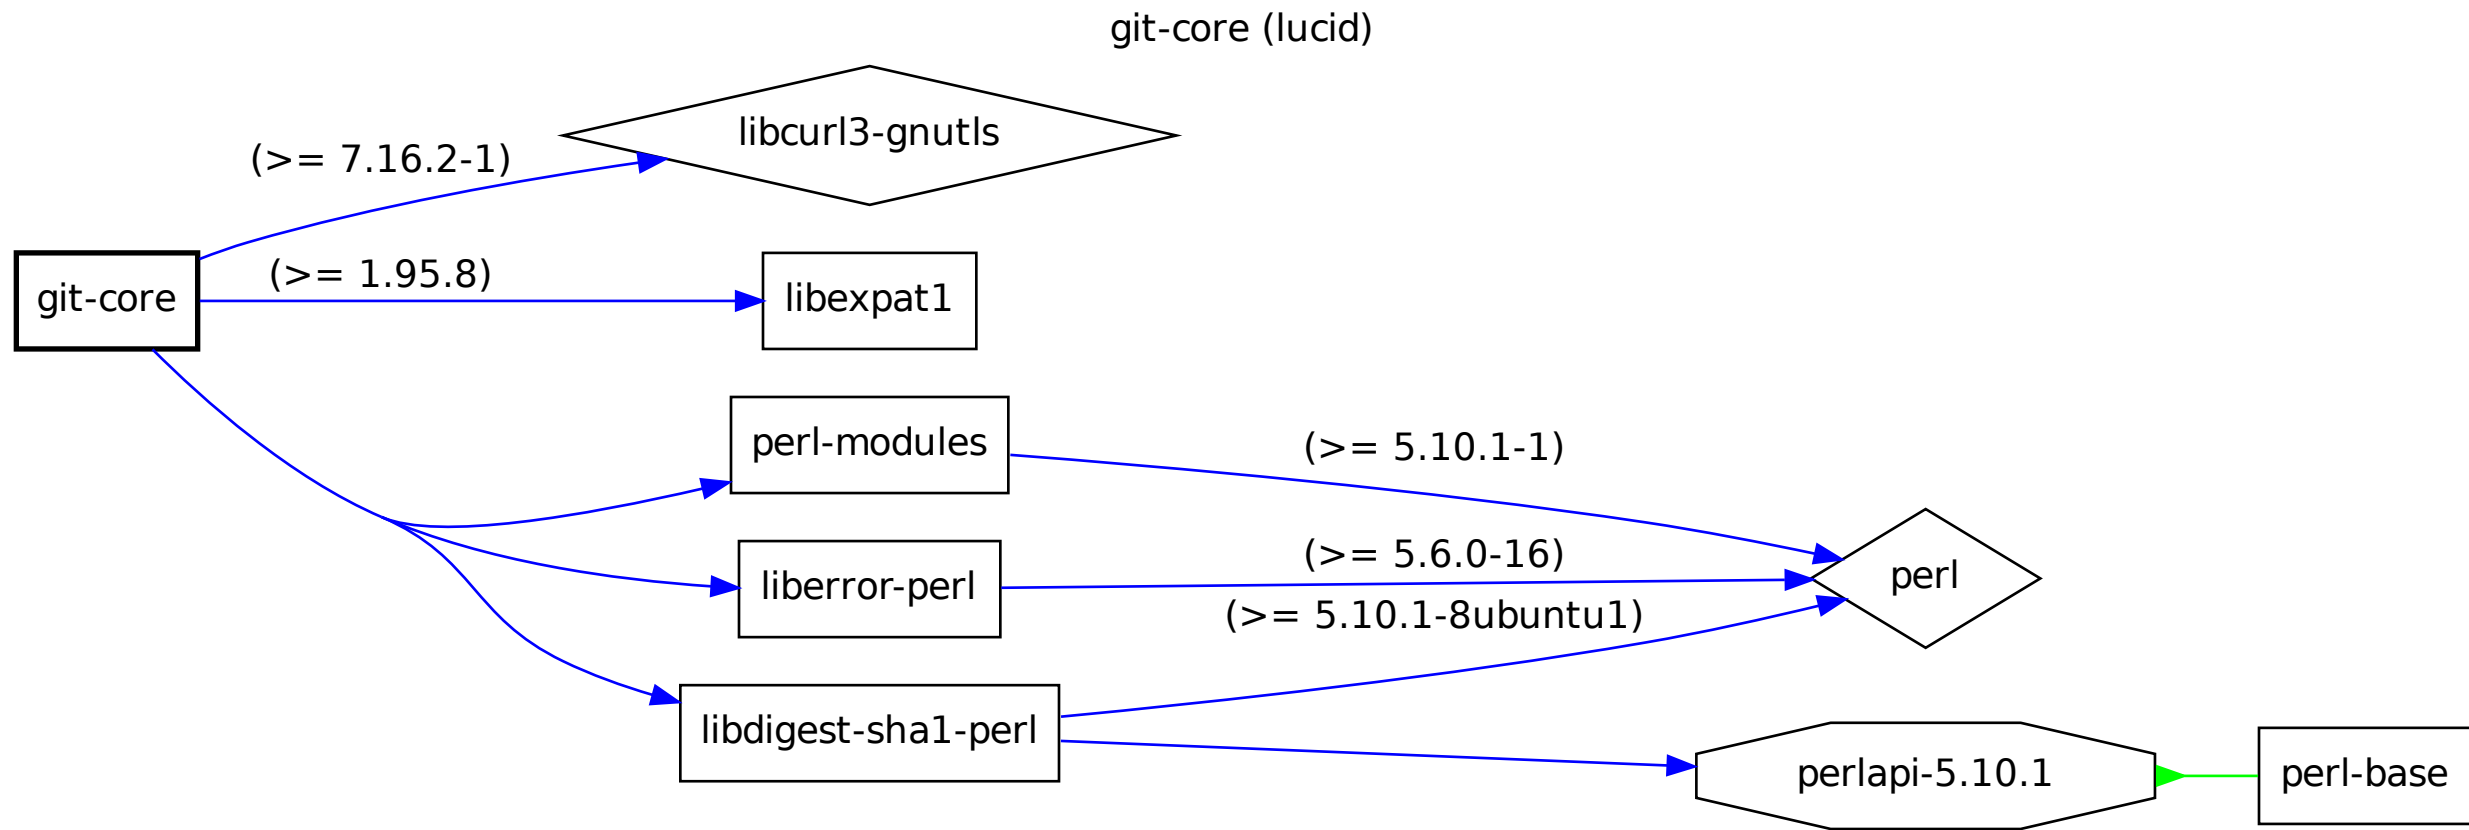 git-core (lucid)
libcurl3-gnutls
(>= 7.16.2-1)
(>= 1.95.8)
git-core
libexpat1
perl-modules
(>= 5.10.1-1)
(>= 5.6.0-16)
liberror-perl
perl
(>= 5.10.1-8ubuntu1)
libdigest-sha1-perl
perlapi-5.10.1
perl-base